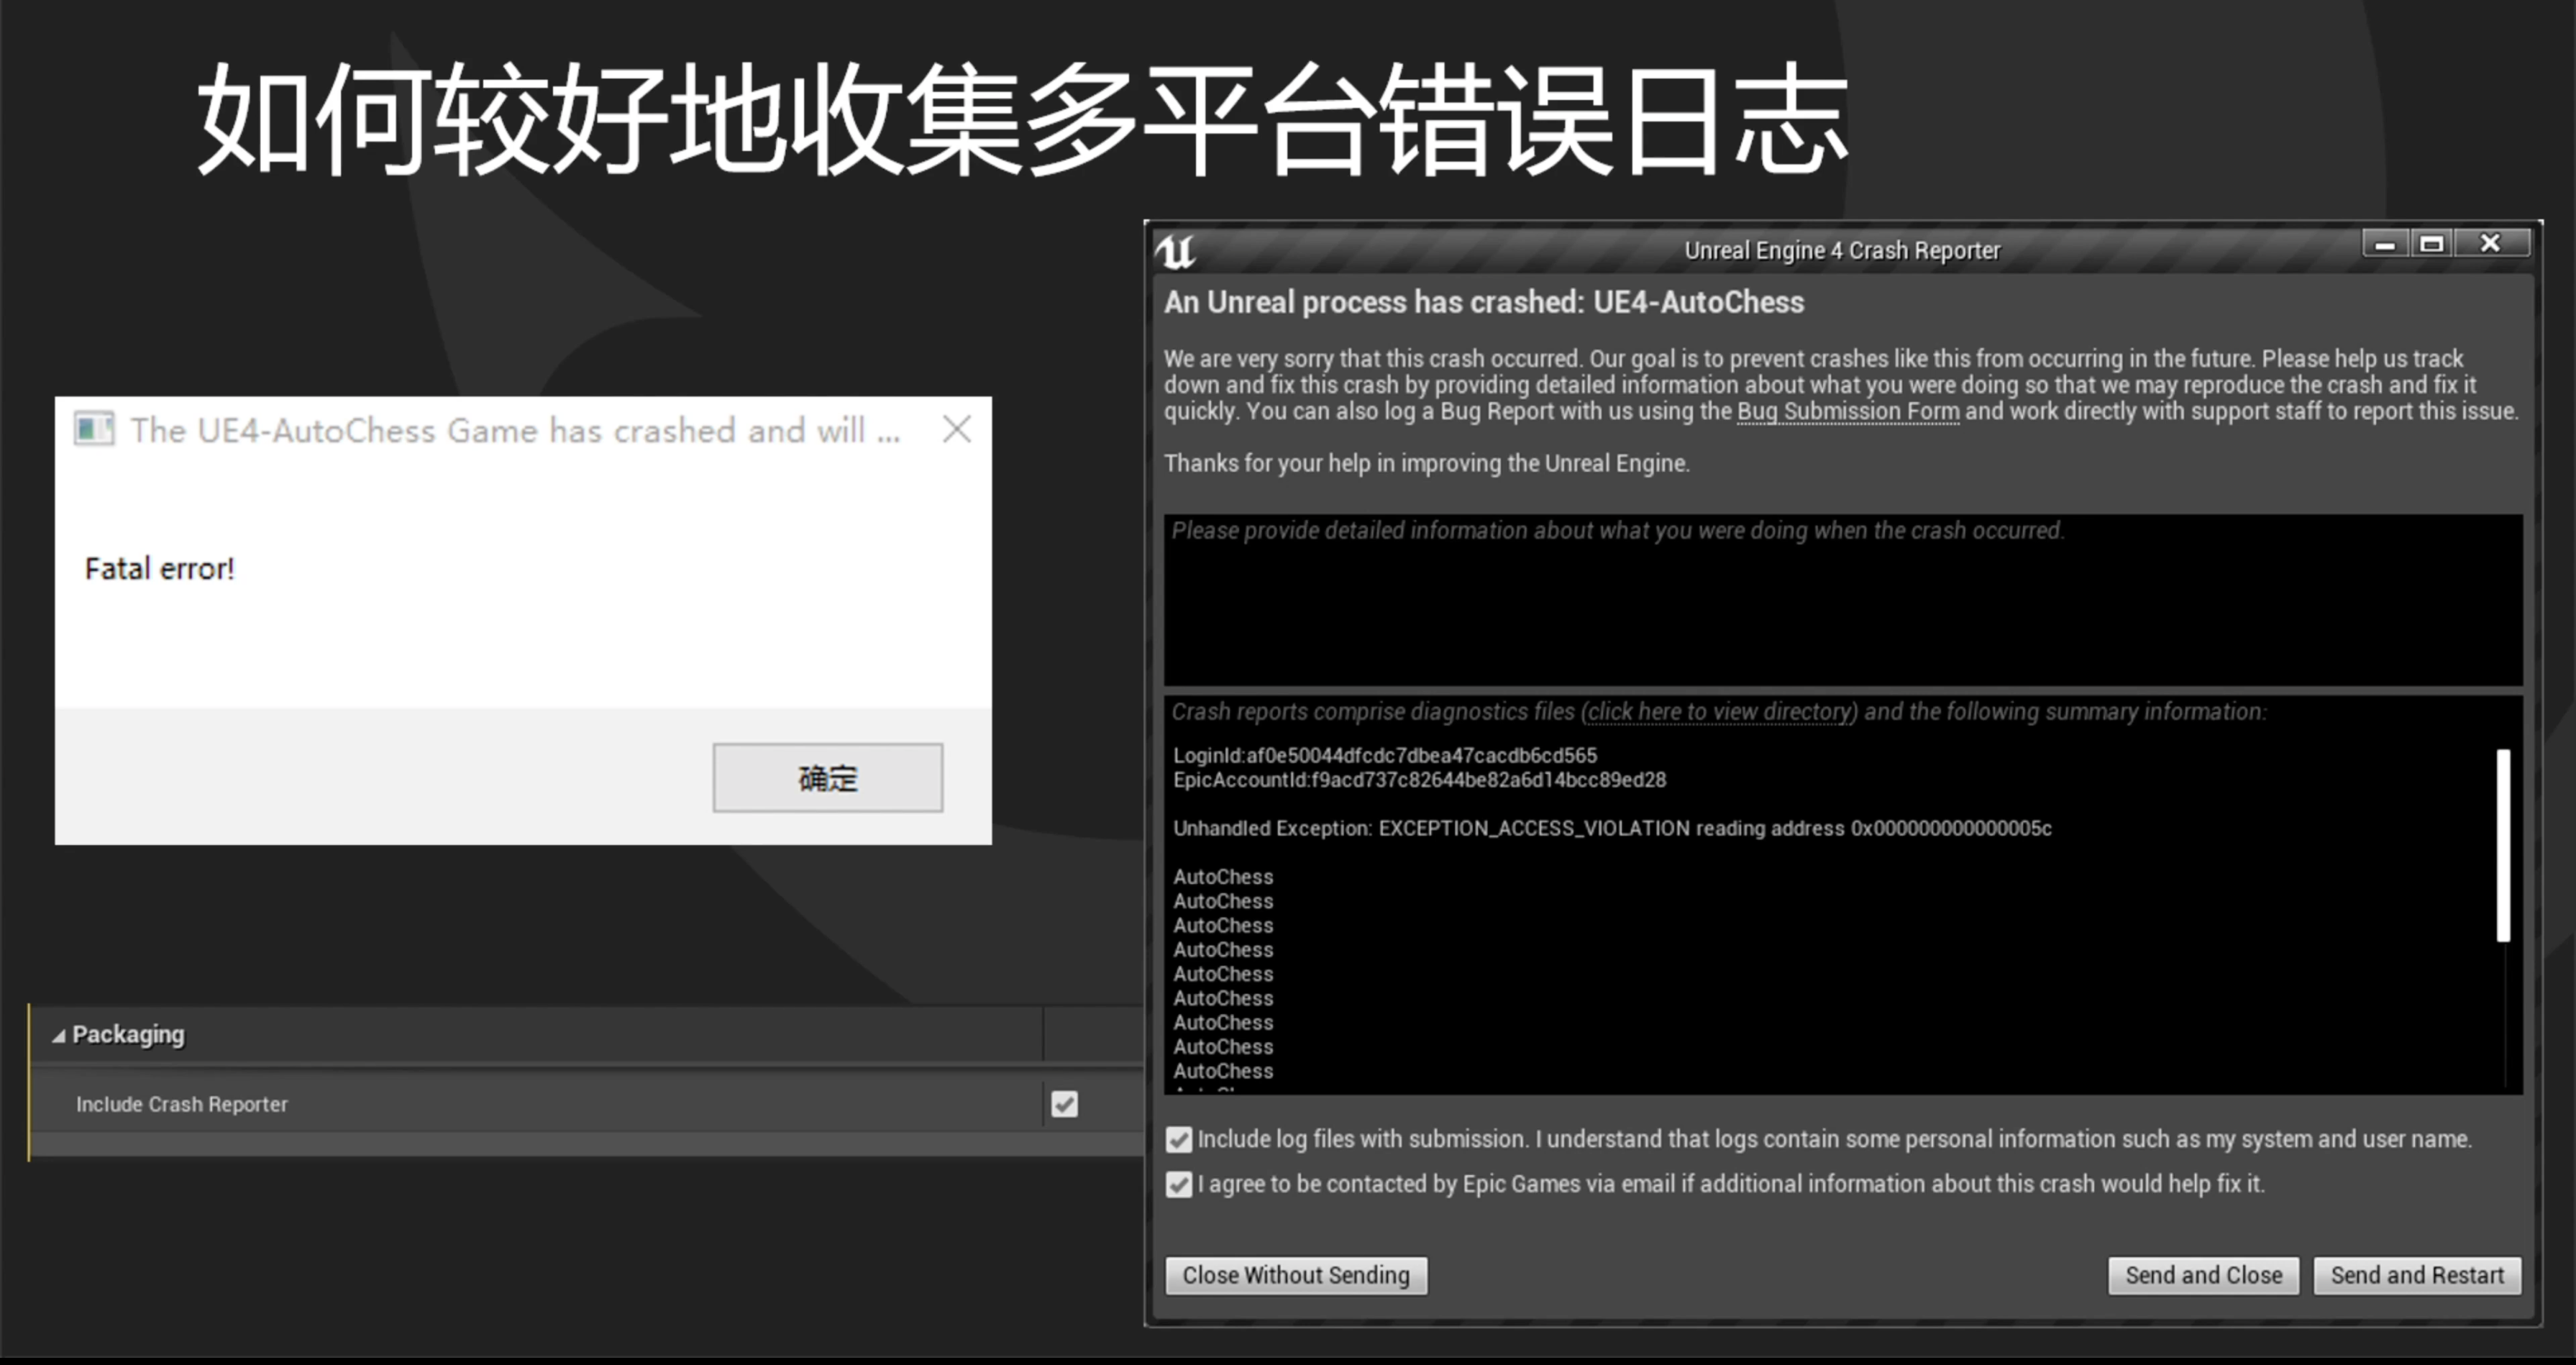 如何较好地收集多平台错误日志
The UE4-AutoChess Game has crashed and will ...
Fatal error!
确定
Packaging
Include Crash Reporter
Unreal Engine 4 Crash Reporter
An Unreal process has crashed: UE4-AutoChess
We are very sorry that this crash occurred. Our goal is to prevent crashes like this from occurring in the future. Please help us track
down and fix this crash by providing detailed information about what you were doing so that we may reproduce the crash and fix it
quickly. You can also log a Bug Report with us using the Bug Submission Form and work directly with support staff to report this issue.
Thanks for your help in improving the Unreal Engine.
Please provide detailed information about what you were doing when the crash occurred.
Crash reports comprise diagnostics files (click here to view directory) and the following summary information:
LoginId:af0e50044dfcdc7dbea47cacdb6cd565
EpicAccountId:f9acd737c82644be82a6d14bcc89ed28
Unhandled Exception: EXCEPTION_ACCESS_VIOLATION reading address 0x000000000000005c
AutoChess
AutoChess
AutoChess
AutoChess
AutoChess
AutoChess
AutoChess
AutoChess
AutoChess
Include log files with submission. I understand that logs contain some personal information such as my system and user name.
I agree to be contacted by Epic Games via email if additional information about this crash would help fix it.
Close Without Sending
Send and Close
Send and Restart